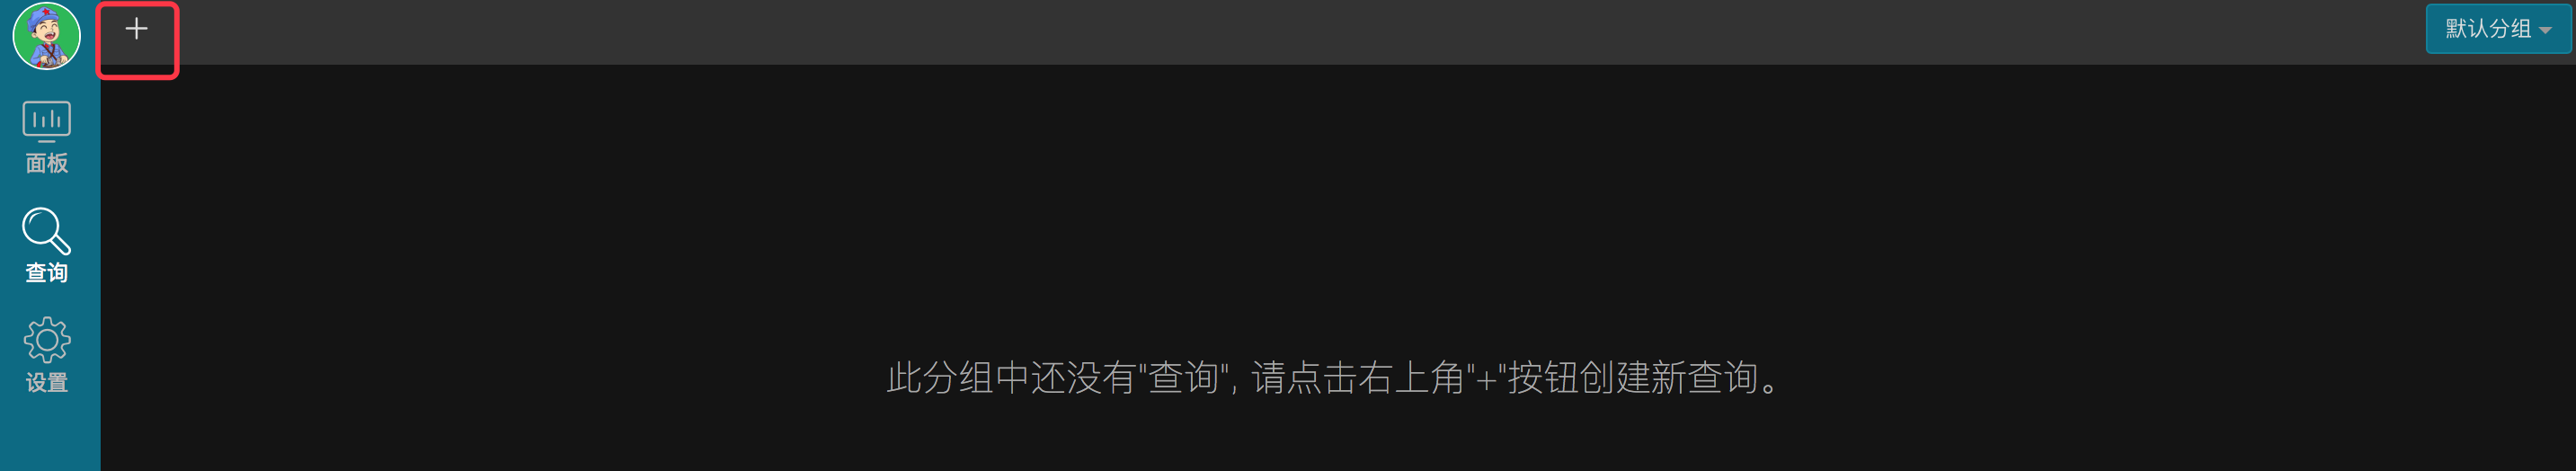 +
默认分组
面板
查询
设置
此分组中还没有"查询", 请点击右上角"+"按钮创建新查询。